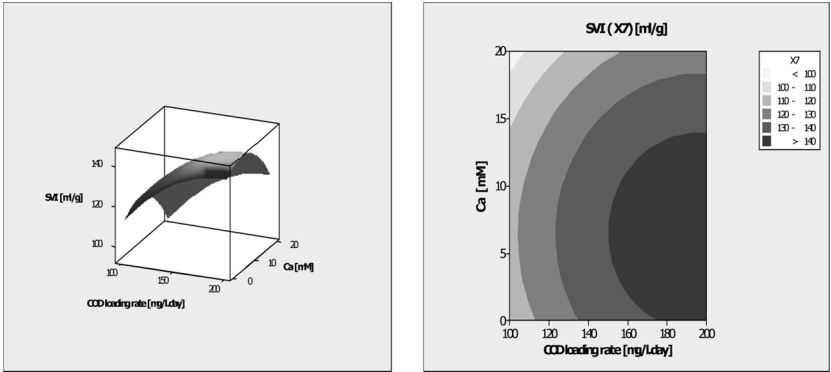 140
SVI [ml/g]
120
100
20
10
Ca [mM]
0
100
150
200
COD loading rate [mg/l.day]
SVI ( X7) [ml/g]
20
15
10
5
0
Ca [mM]
100 120 140 160 180 200
COD loading rate [mg/l.day]
X7
< 100
100 - 110
110 - 120
120 - 130
130 - 140
> 140